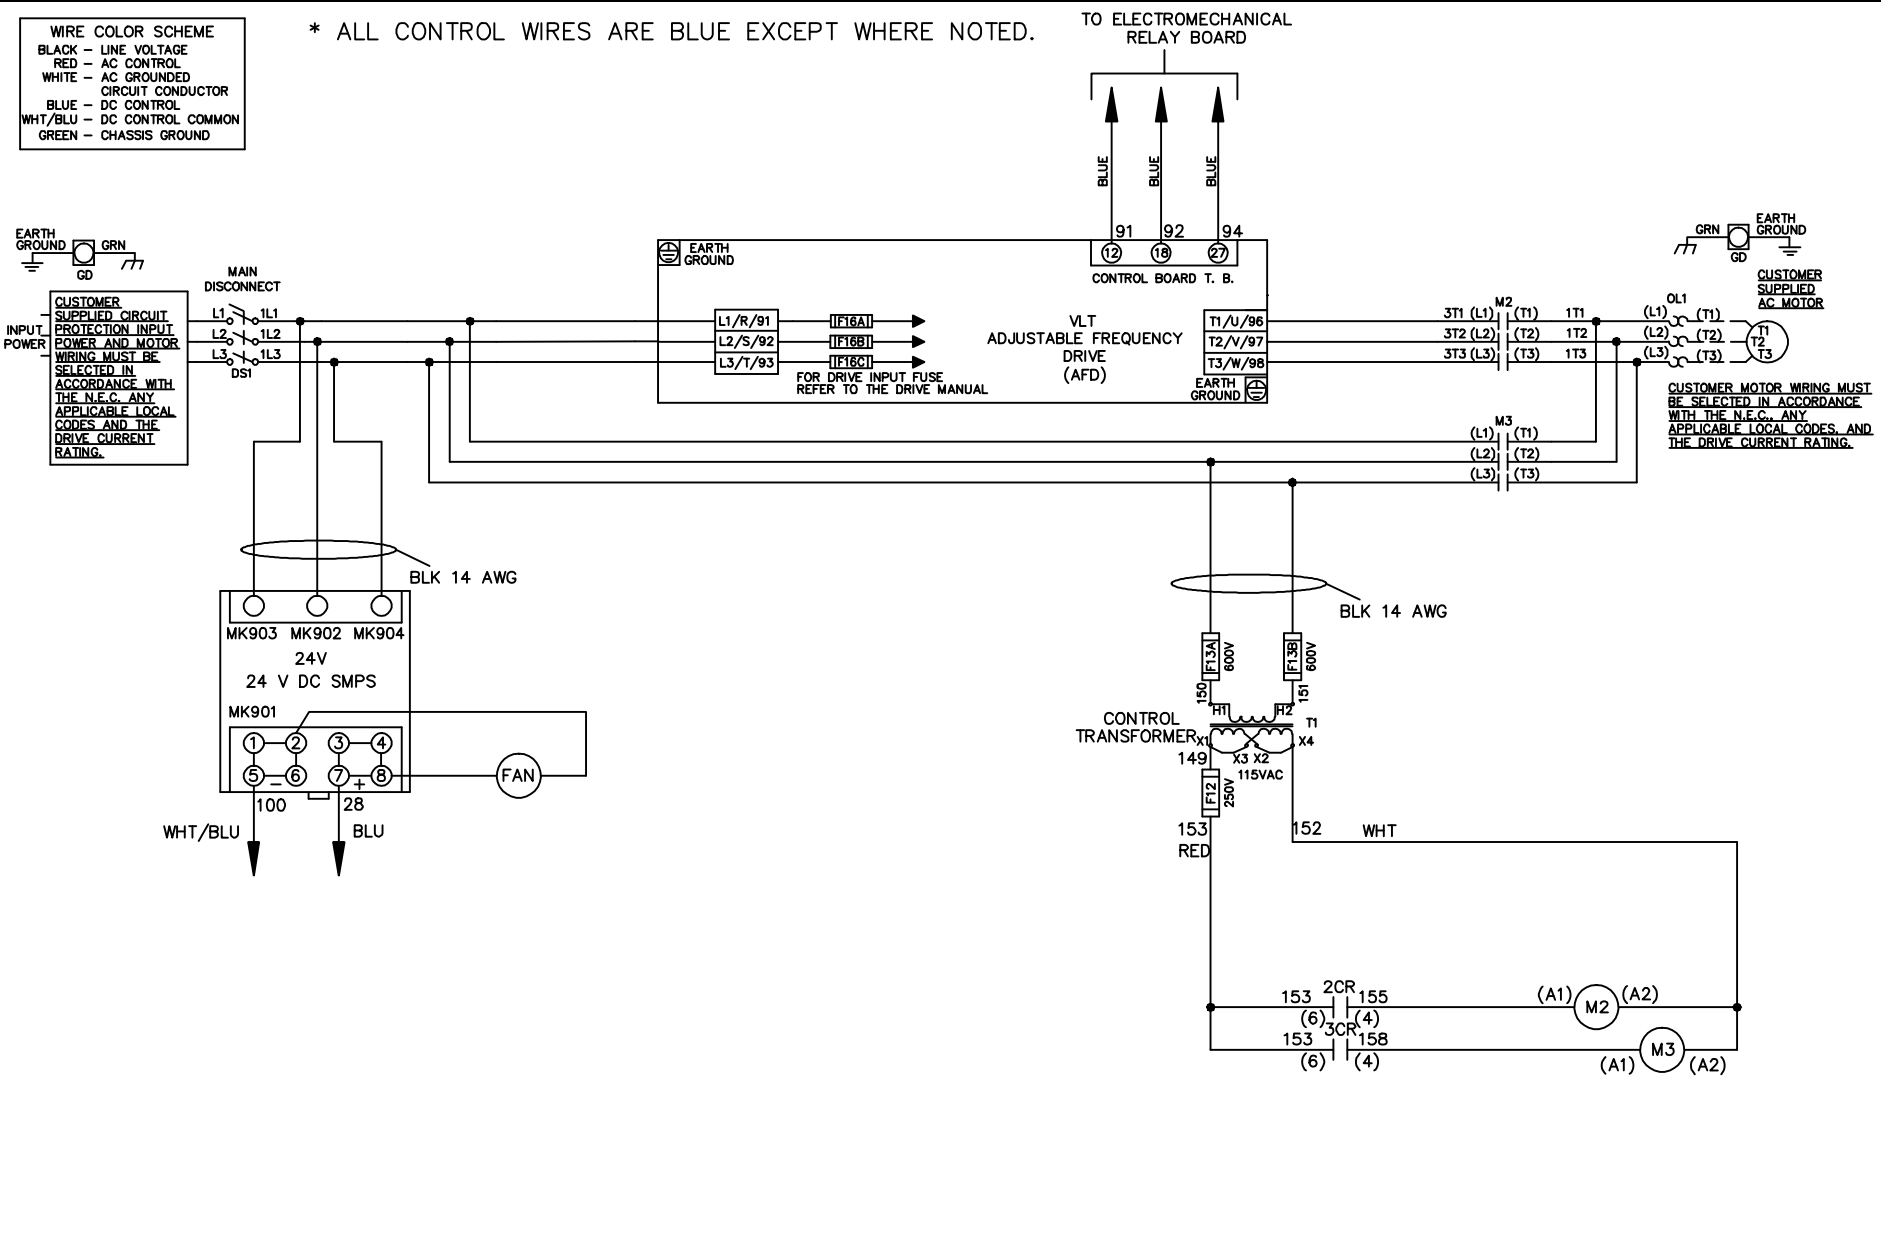 WIRE COLOR SCHEME
BLACK – LINE VOLTAGE
RED – AC CONTROL
WHITE – AC GROUNDED
CIRCUIT CONDUCTOR
BLUE – DC CONTROL
WHT/BLU – DC CONTROL COMMON
GREEN – CHASSIS GROUND
* ALL CONTROL WIRES ARE BLUE EXCEPT WHERE NOTED.
TO ELECTROMECHANICAL
RELAY BOARD
BLUE
BLUE
BLUE
91 92 94
12 18 27
CONTROL BOARD T. B.
EARTH
GROUND
GRN
GD
MAIN
DISCONNECT
INPUT
POWER
CUSTOMER
SUPPLIED CIRCUIT
PROTECTION INPUT
POWER AND MOTOR
WIRING MUST BE
SELECTED IN
ACCORDANCE WITH
THE N.E.C. ANY
APPLICABLE LOCAL
CODES AND THE
DRIVE CURRENT
RATING.
L1 1L1
L2 1L2
L3 1L3
DS1
EARTH
GROUND
L1/R/91
L2/S/92
L3/T/93
F16A
F16B
F16C
FOR DRIVE INPUT FUSE
REFER TO THE DRIVE MANUAL
VLT
ADJUSTABLE FREQUENCY
DRIVE
(AFD)
T1/U/96
T2/V/97
T3/W/98
EARTH
GROUND
M2
3T1 (L1) (T1) 1T1
3T2 (L2) (T2) 1T2
3T3 (L3) (T3) 1T3
OL1
(L1) (T1)
(L2) (T2)
(L3) (T3)
T1
T2
T3
GRN
EARTH
GROUND
GD
CUSTOMER
SUPPLIED
AC MOTOR
CUSTOMER MOTOR WIRING MUST
BE SELECTED IN ACCORDANCE
WITH THE N.E.C., ANY
APPLICABLE LOCAL CODES, AND
THE DRIVE CURRENT RATING.
M3
(L1) (T1)
(L2) (T2)
(L3) (T3)
BLK 14 AWG
MK903 MK902 MK904
24V
24 V DC SMPS
MK901
1 2 3 4
5 – 6 7 + 8
FAN
100 28
WHT/BLU BLU
BLK 14 AWG
F13A
600V
F13B
600V
150
151
H1 H2
T1
CONTROL
TRANSFORMER
X1 X3 X2 X4
149
115VAC
F12
250V
153
RED
152 WHT
2CR
153 155
(6) (4)
(A1) M2 (A2)
3CR
153 158
(6) (4)
(A1) M3 (A2)